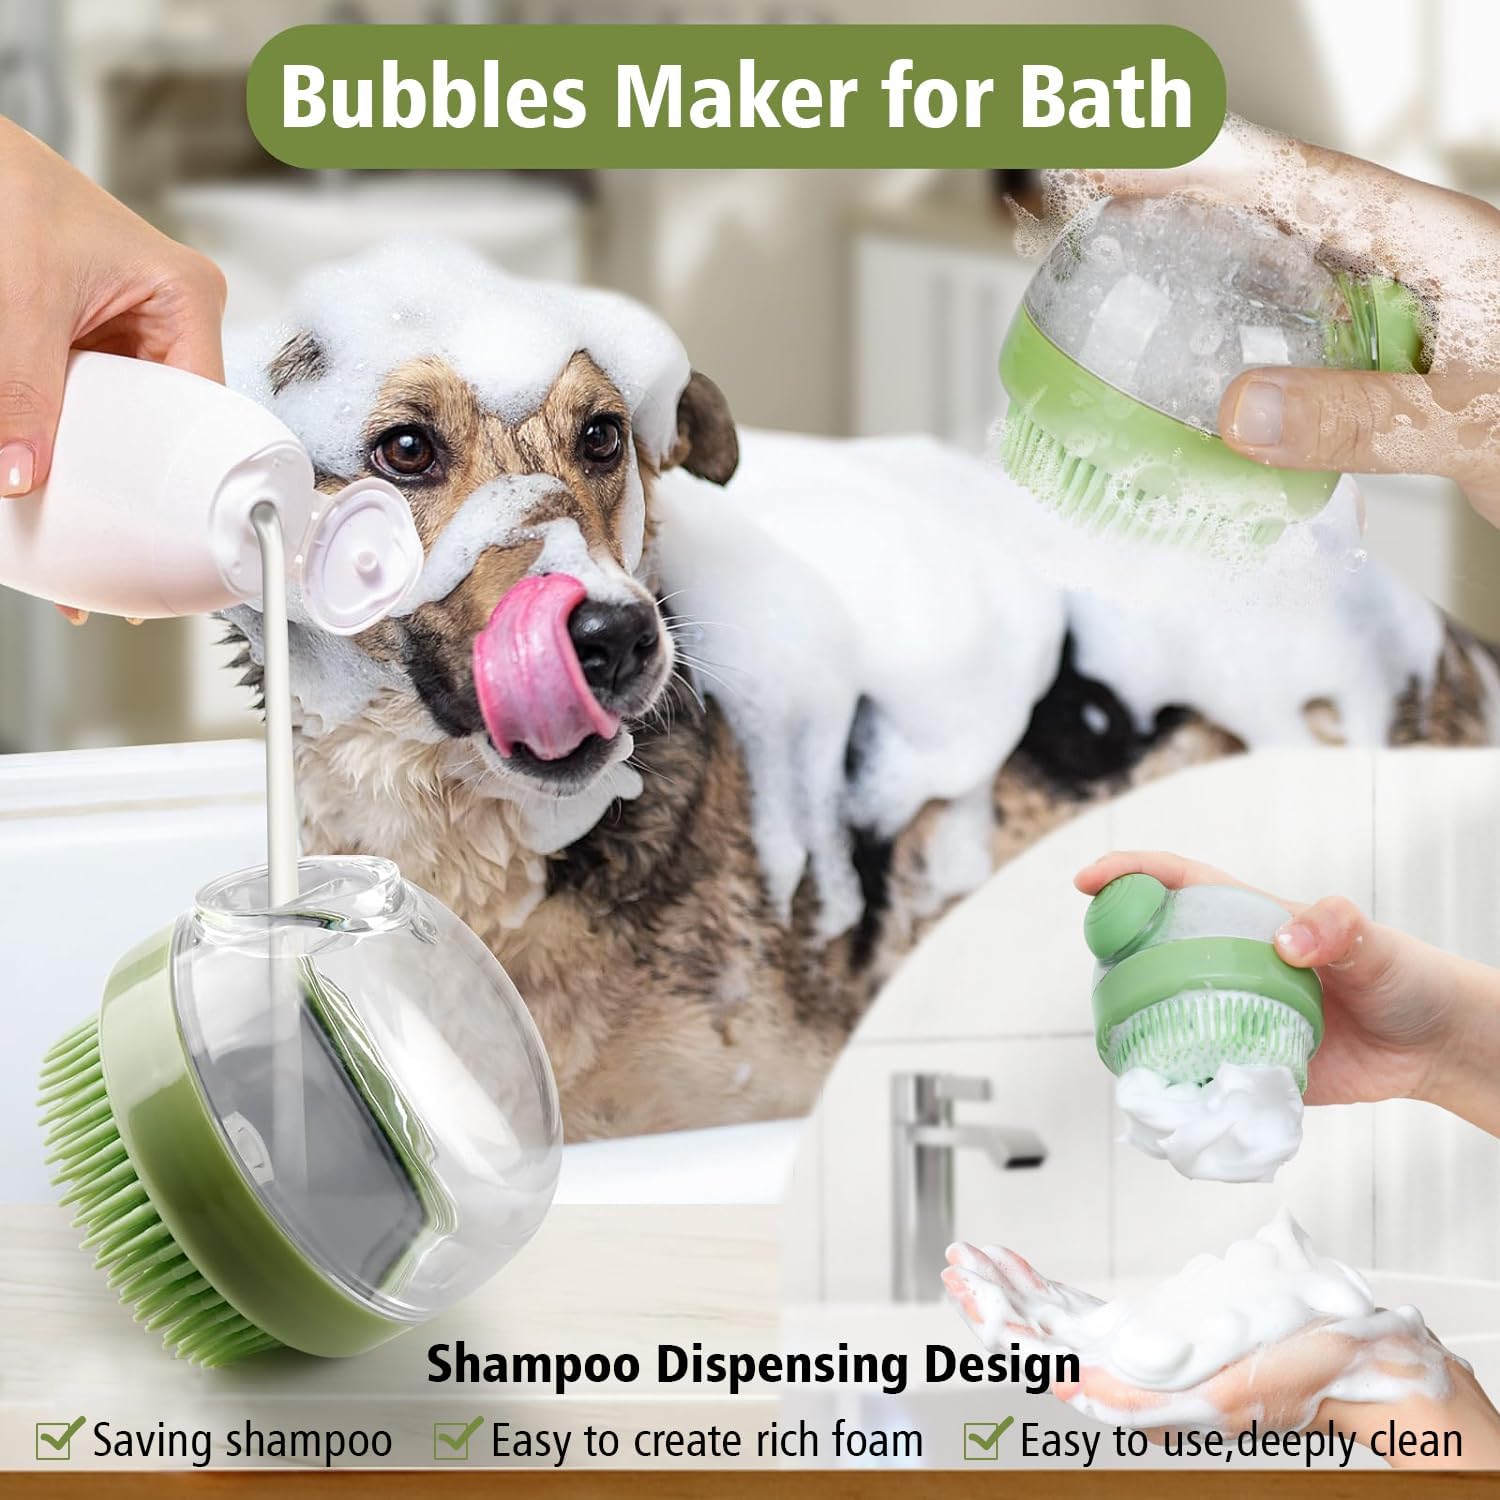 Bubbles Maker for Bath
Shampoo Dispensing Design
Saving shampoo
Easy to create rich foam
Easy to use,deeply clean